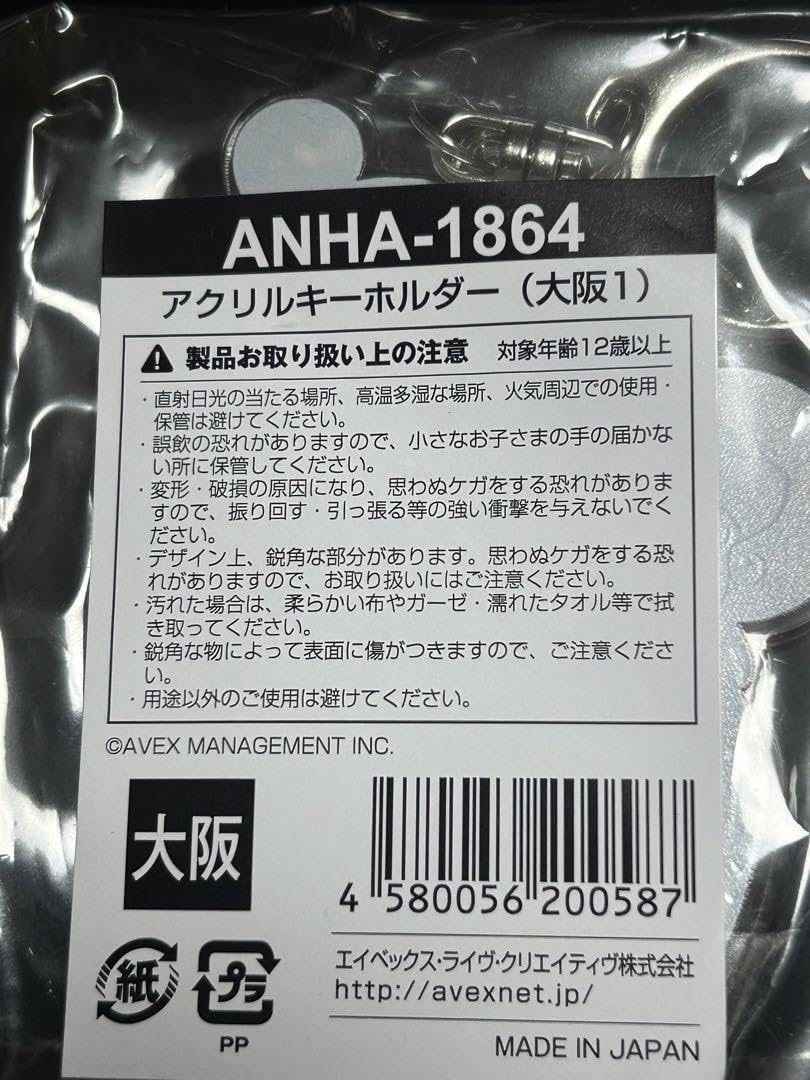 ANHA-1864
アクリルキーホルダー（大阪1）
製品お取り扱い上の注意　対象年齢12歳以上
・直射日光の当たる場所、高温多湿な場所、火気周辺での使用・
保管は避けてください。
・誤飲の恐れがありますので、小さなお子さまの手の届かな
い所に保管してください。
・変形・破損の原因になり、思わぬケガをする恐れがありま
すので、振り回す・引っ張る等の強い衝撃を与えないでく
ださい。
・デザイン上、鋭角な部分があります。思わぬケガをする恐
れがありますので、お取り扱いにはご注意ください。
・汚れた場合は、柔らかい布やガーゼ・濡れたタオル等で拭
き取ってください。
・鋭角な物によって表面に傷がつきますので、ご注意くださ
い。
・用途以外のご使用は避けてください。
©AVEX MANAGEMENT INC.
大阪
4 580056 200587
紙
プラ
PP
エイベックス・ライヴ・クリエイティヴ株式会社
http://avexnet.jp/
MADE IN JAPAN